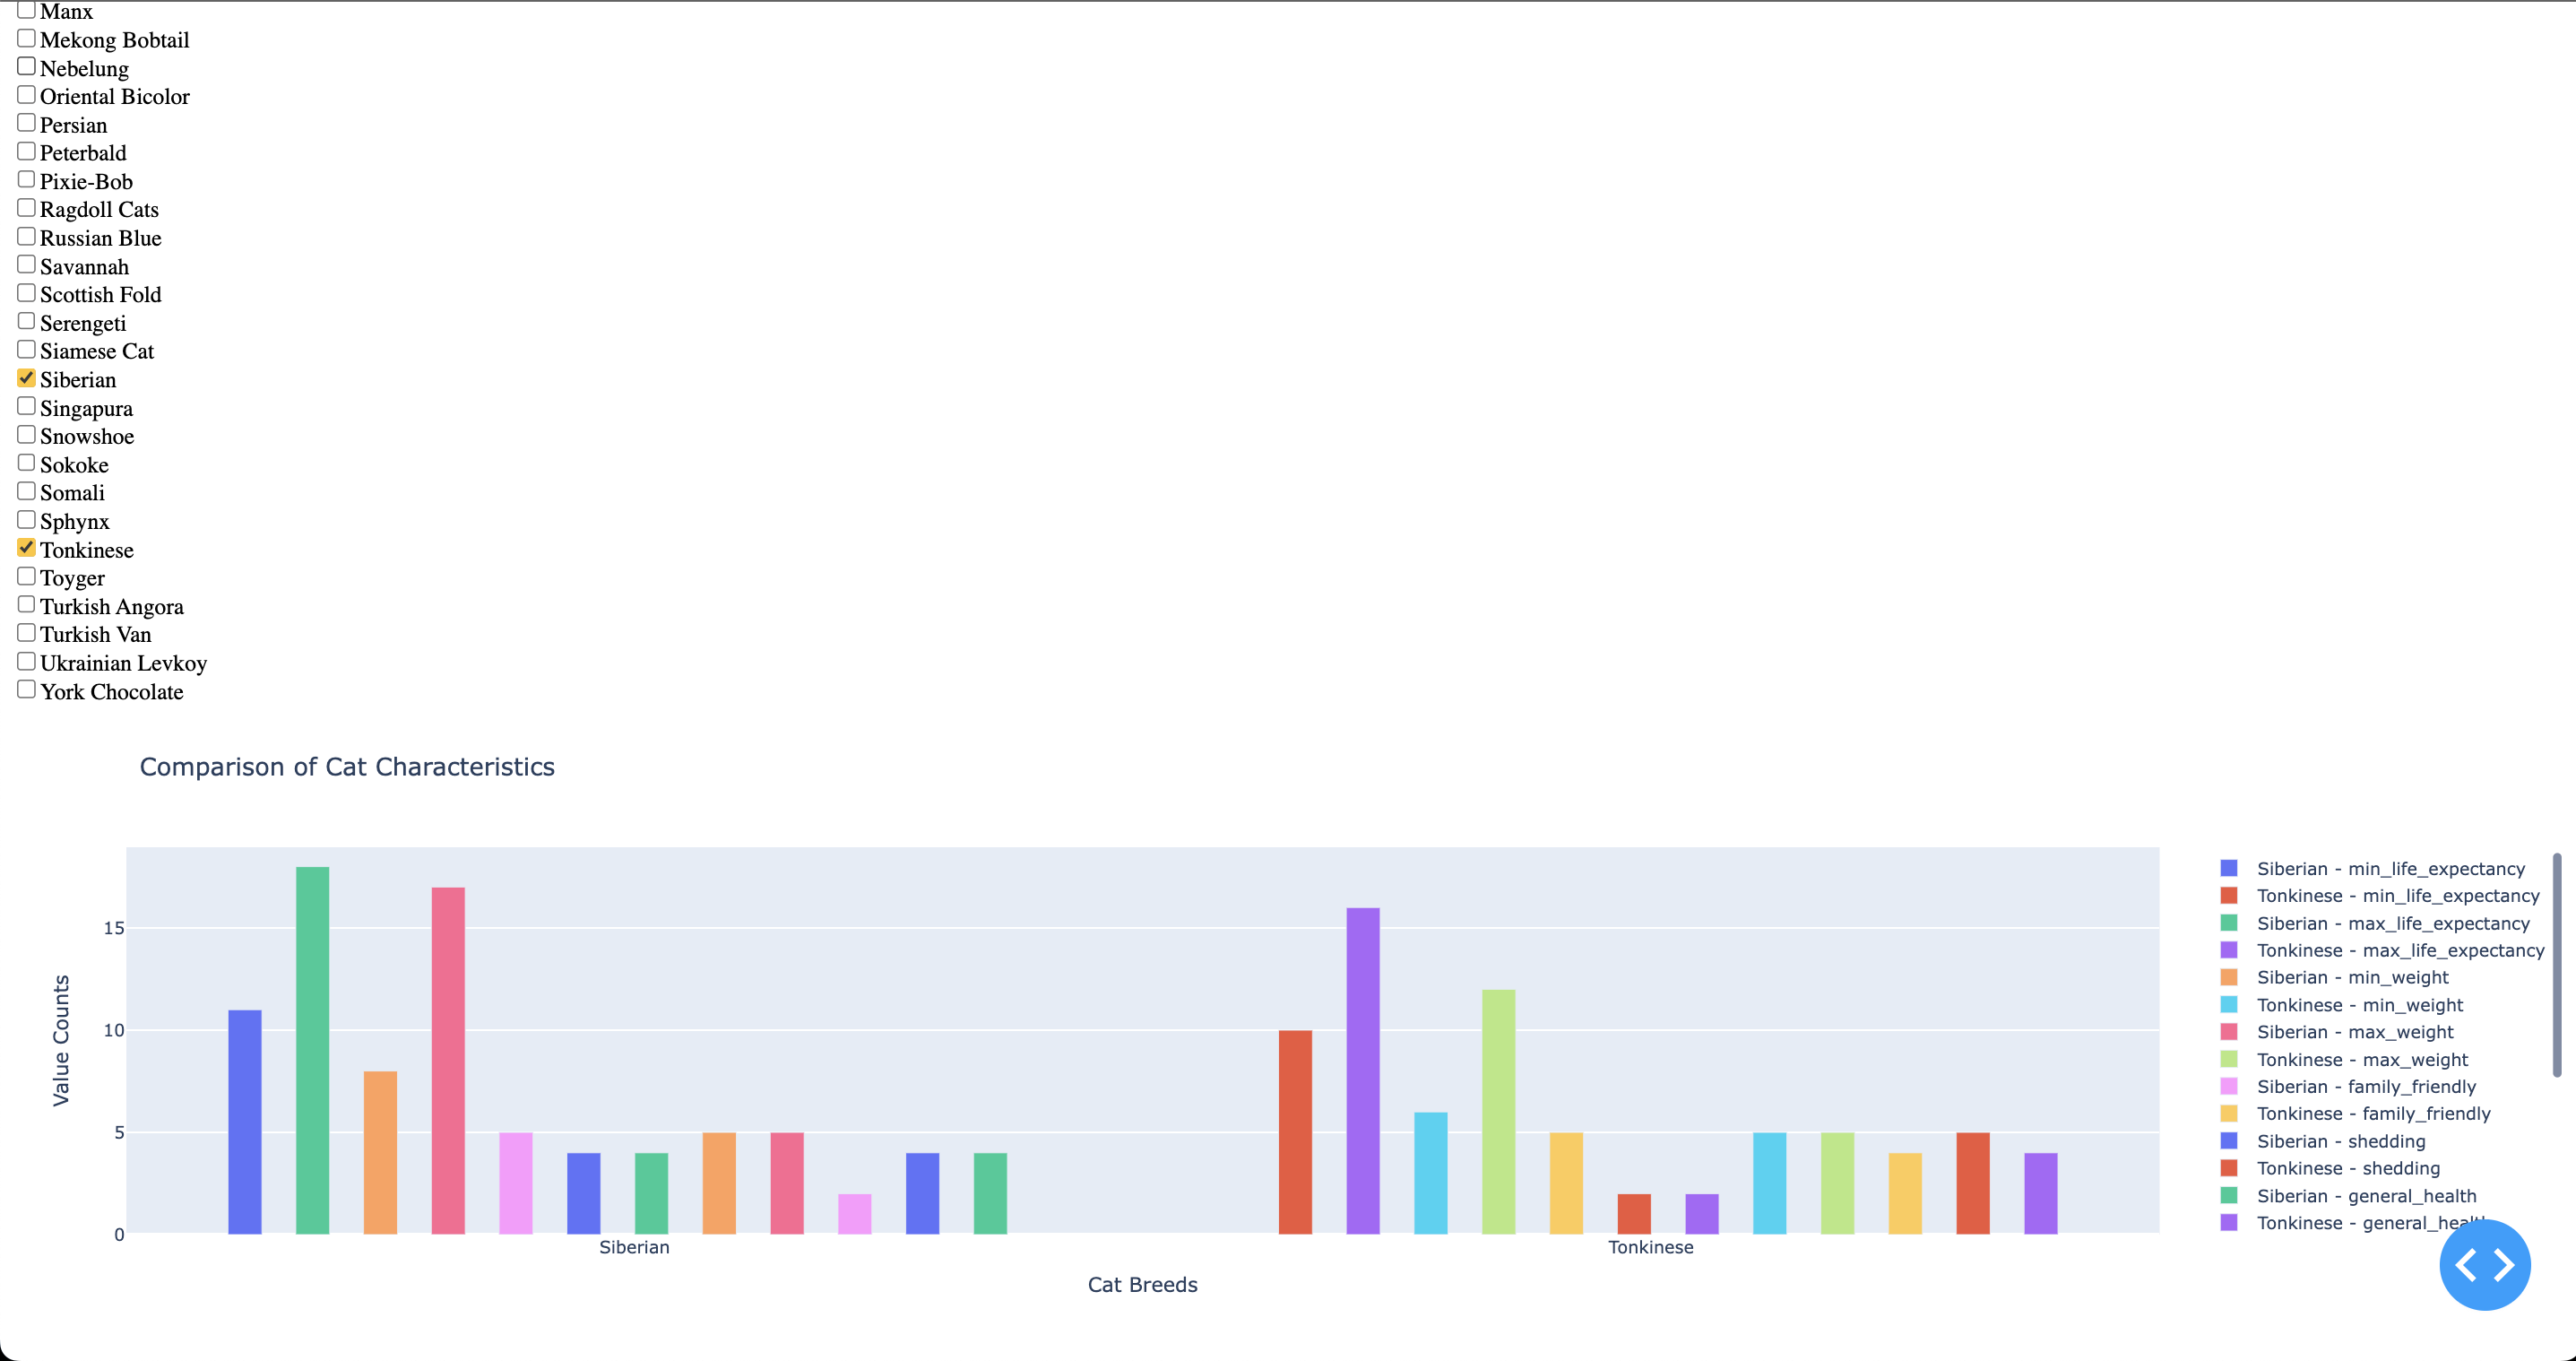 Manx
Mekong Bobtail
Nebelung
Oriental Bicolor
Persian
Peterbald
Pixie-Bob
Ragdoll Cats
Russian Blue
Savannah
Scottish Fold
Serengeti
Siamese Cat
Siberian
Singapura
Snowshoe
Sokoke
Somali
Sphynx
Tonkinese
Toyger
Turkish Angora
Turkish Van
Ukrainian Levkoy
York Chocolate
Comparison of Cat Characteristics
Value Counts
15
10
5
0
Siberian
Tonkinese
Cat Breeds
Siberian - min_life_expectancy
Tonkinese - min_life_expectancy
Siberian - max_life_expectancy
Tonkinese - max_life_expectancy
Siberian - min_weight
Tonkinese - min_weight
Siberian - max_weight
Tonkinese - max_weight
Siberian - family_friendly
Tonkinese - family_friendly
Siberian - shedding
Tonkinese - shedding
Siberian - general_health
Tonkinese - general_health